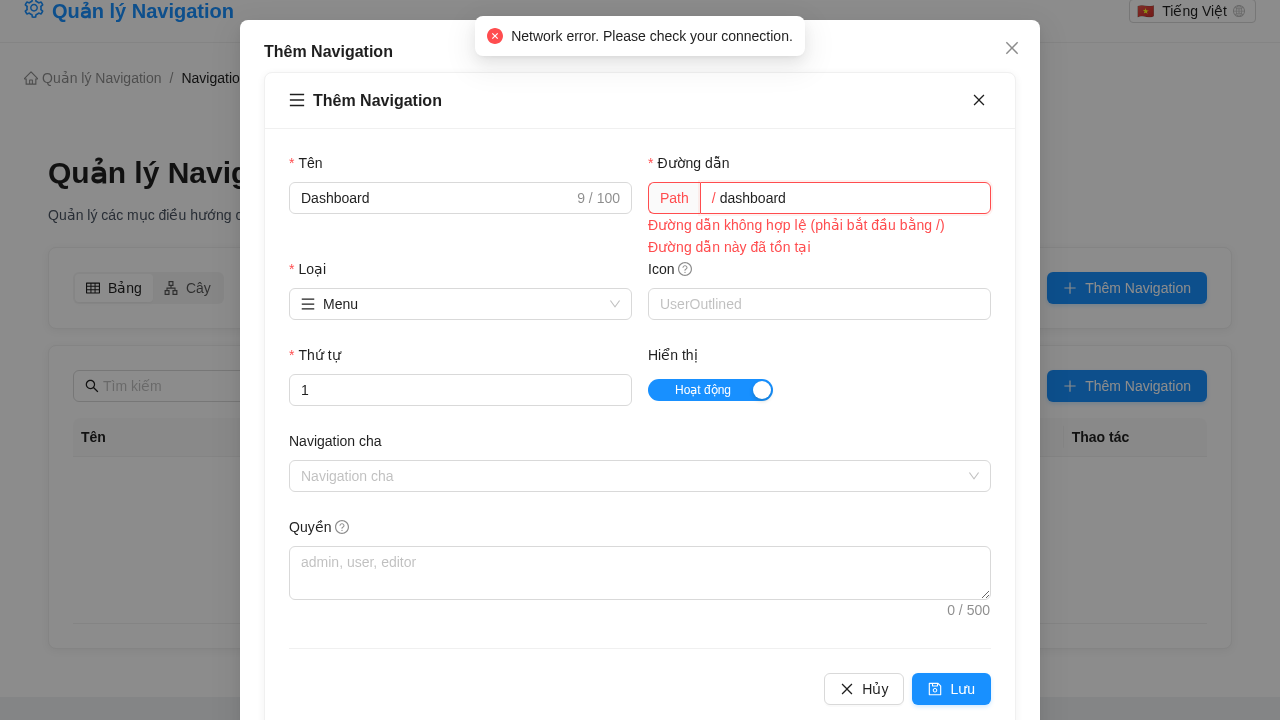 Quản lý Navigation
Tiếng Việt
Network error. Please check your connection.
Thêm Navigation
Quản lý Navigation / Navigatio
Thêm Navigation
Quản lý Navig
Quản lý các mục điều hướng c
* Tên
* Đường dẫn
Dashboard 9 / 100
Path / dashboard
Đường dẫn không hợp lệ (phải bắt đầu bằng /)
Đường dẫn này đã tồn tại
* Loại
Icon
Bảng Cây
Menu
UserOutlined
Thêm Navigation
* Thứ tự
Hiển thị
Tìm kiếm
1
Hoạt động
Thêm Navigation
Tên
Navigation cha
Thao tác
Navigation cha
Quyền
admin, user, editor
0 / 500
Hủy
Lưu